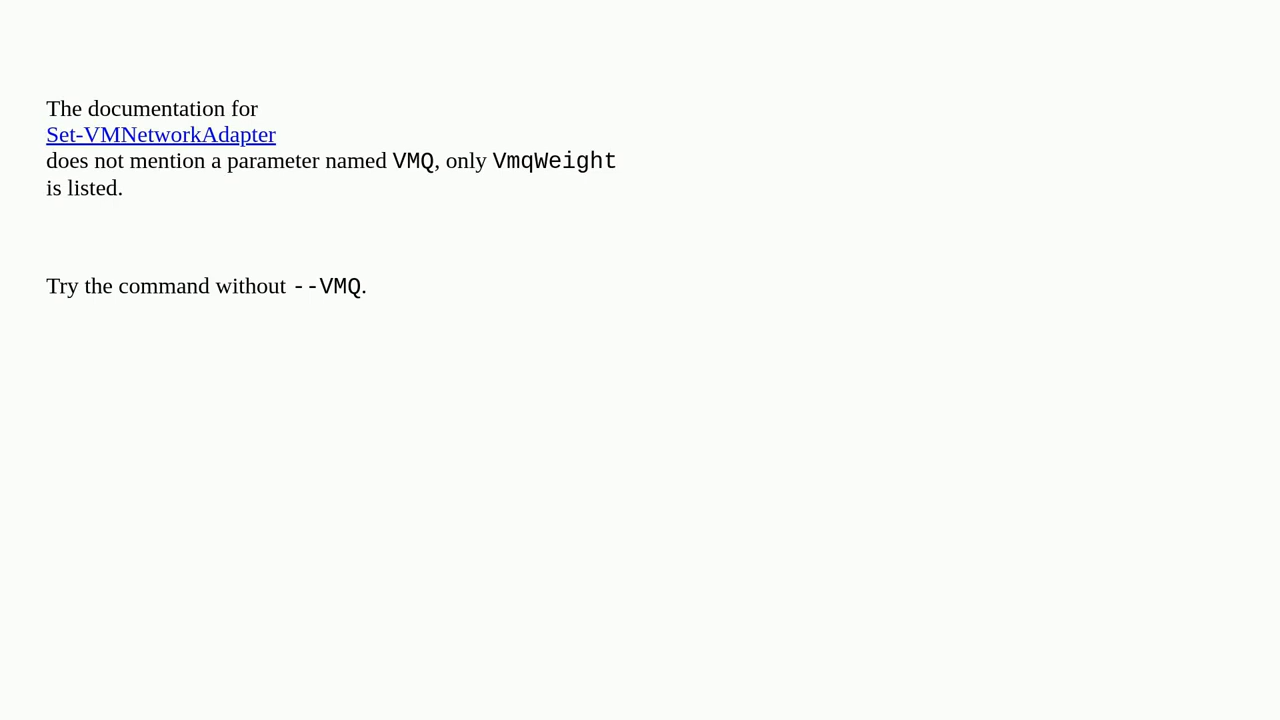 The documentation for
Set-VMNetworkAdapter
does not mention a parameter named VMQ, only VmqWeight
is listed.
Try the command without --VMQ.